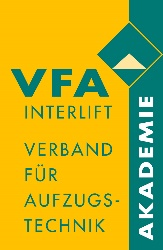 VFA
INTERLIFT
VERBAND
FÜR
AUFZUGS-
TECHNIK
AKADEMIE